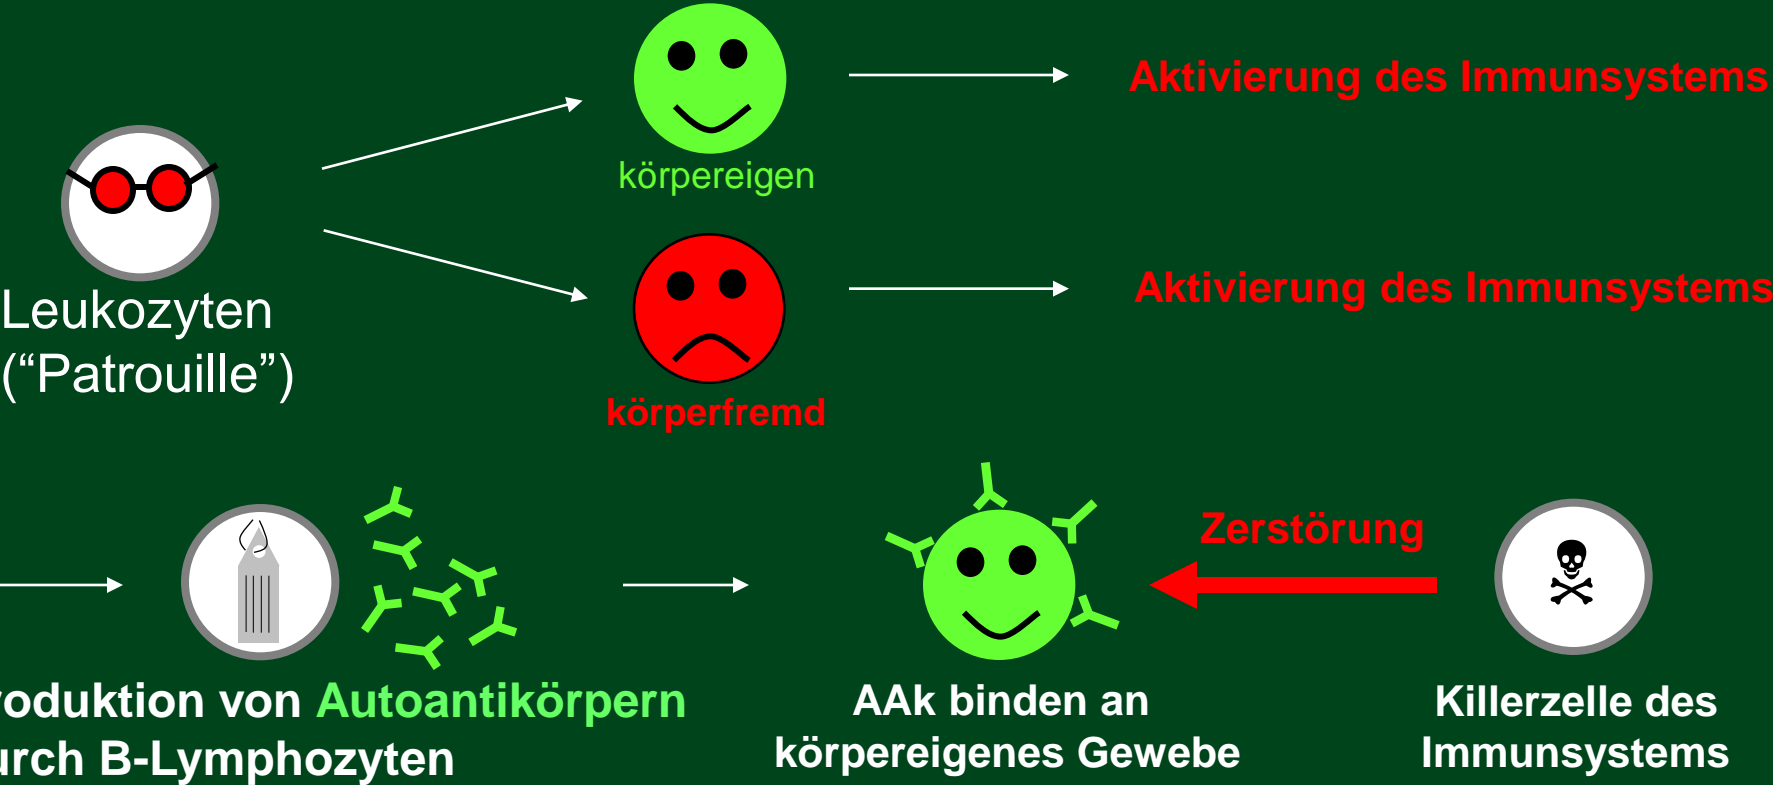 Aktivierung des Immunsystems
körpereigen
Aktivierung des Immunsystems
Leukozyten
(“Patrouille”)
körperfremd
Zerstörung
roduktion von Autoantikörpern
urch B-Lymphozyten
AAk binden an
körpereigenes Gewebe
Killerzelle des
Immunsystems